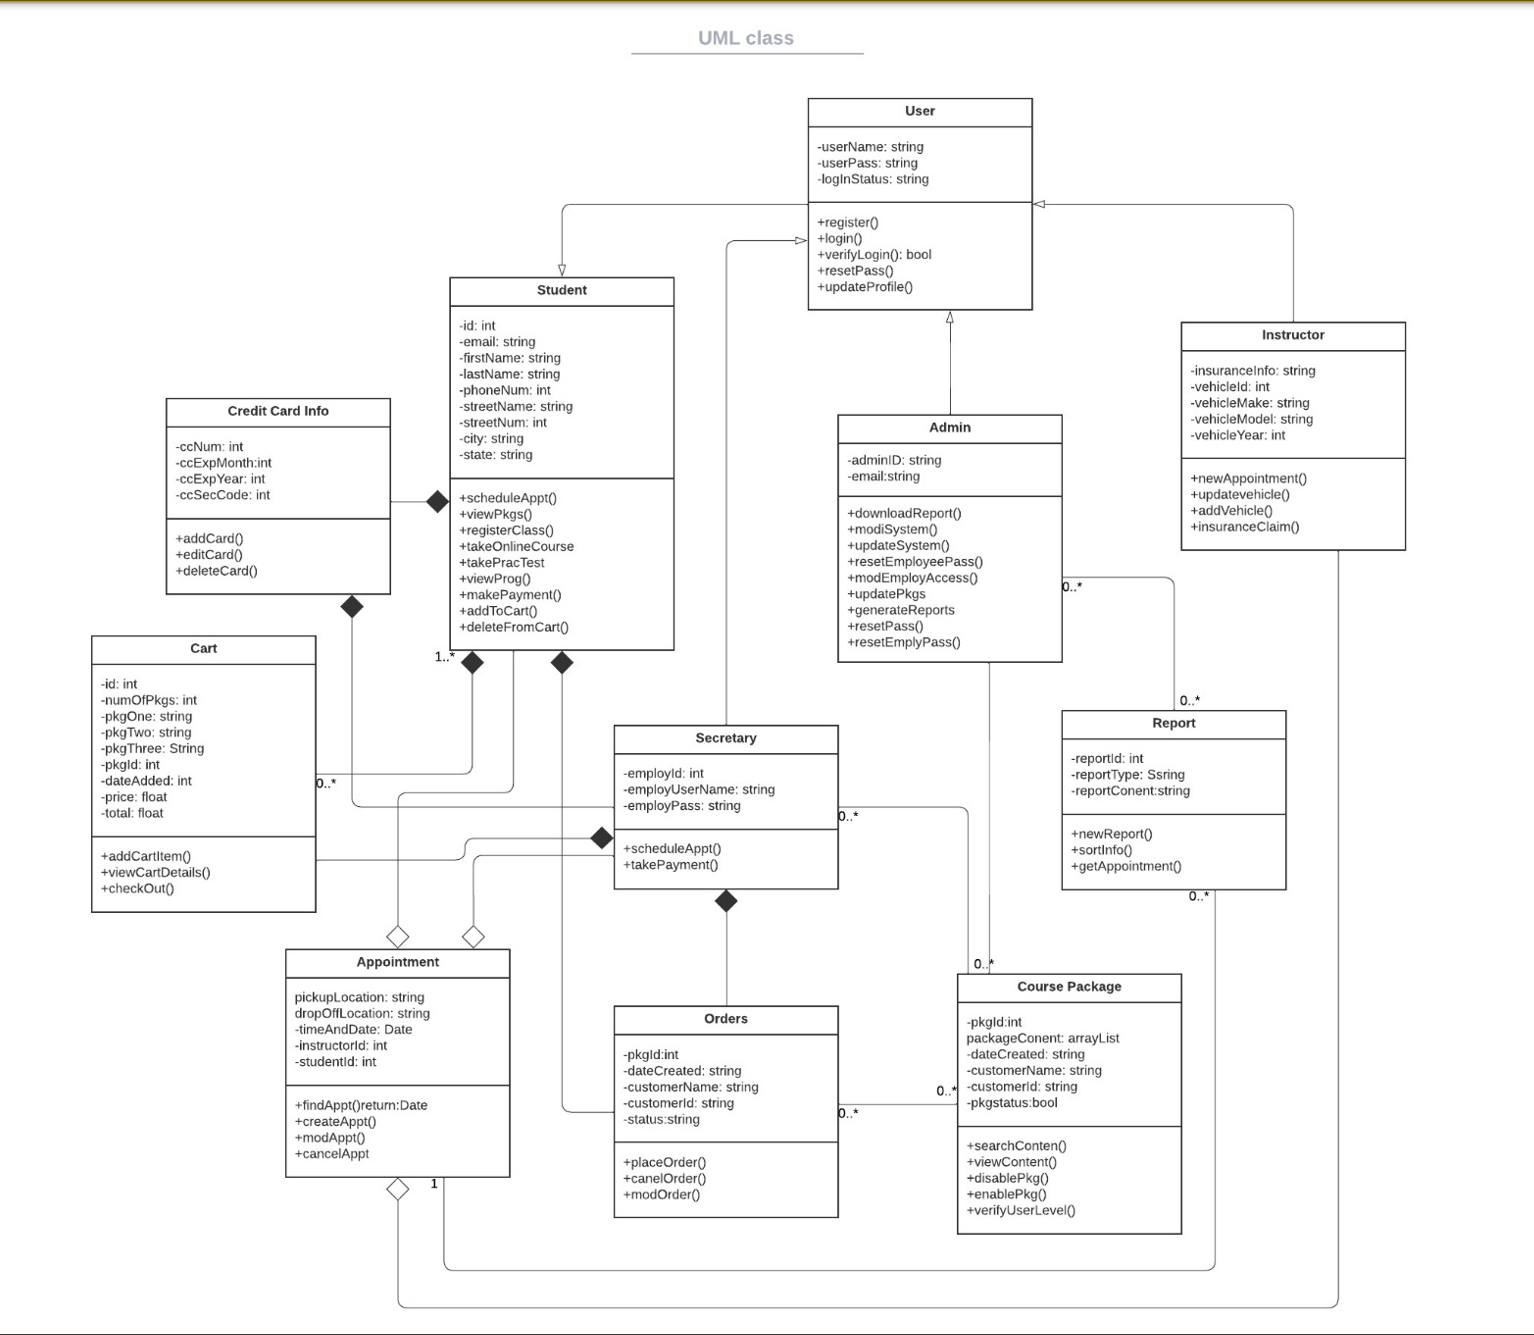 UML class
User
-userName: string
-userPass: string
-logInStatus: string
+register()
+login()
+verifyLogin(): bool
+resetPass()
+updateProfile()
Student
-id: int
-email: string
-firstName: string
-lastName: string
-phoneNum: int
-streetName: string
-streetNum: int
-city: string
-state: string
+scheduleAppt()
+viewPkgs()
+registerClass()
+takeOnlineCourse
+takePracTest
+viewProg()
+makePayment()
+addToCart()
+deleteFromCart()
1..*
Instructor
-insuranceInfo: string
-vehicleId: int
-vehicleMake: string
-vehicleModel: string
-vehicleYear: int
+newAppointment()
+updatevehicle()
+addVehicle()
+insuranceClaim()
Credit Card Info
-ccNum: int
-ccExpMonth:int
-ccExpYear: int
-ccSecCode: int
+addCard()
+editCard()
+deleteCard()
Admin
-adminID: string
-email:string
+downloadReport()
+modiSystem()
+updateSystem()
+resetEmployeePass()
+modEmployAccess()
+updatePkgs
+generateReports
+resetPass()
+resetEmplyPass()
0..*
Cart
-id: int
-numOfPkgs: int
-pkgOne: string
-pkgTwo: string
-pkgThree: String
-pkgId: int
-dateAdded: int
-price: float
-total: float
+addCartItem()
+viewCartDetails()
+checkOut()
0..*
Secretary
-employId: int
-employUserName: string
-employPass: string
+scheduleAppt()
+takePayment()
0..*
0..*
Report
-reportId: int
-reportType: Ssring
-reportConent:string
+newReport()
+sortInfo()
+getAppointment()
0..*
Appointment
pickupLocation: string
dropOffLocation: string
-timeAndDate: Date
-instructorId: int
-studentId: int
+findAppt()return:Date
+createAppt()
+modAppt()
+cancelAppt
1
Orders
-pkgId:int
-dateCreated: string
-customerName: string
-customerId: string
-status:string
+placeOrder()
+canelOrder()
+modOrder()
0..*
0..*
0..*
Course Package
-pkgId:int
packageConent: arrayList
-dateCreated: string
-customerName: string
-customerId: string
-pkgstatus:bool
+searchConten()
+viewContent()
+disablePkg()
+enablePkg()
+verifyUserLevel()